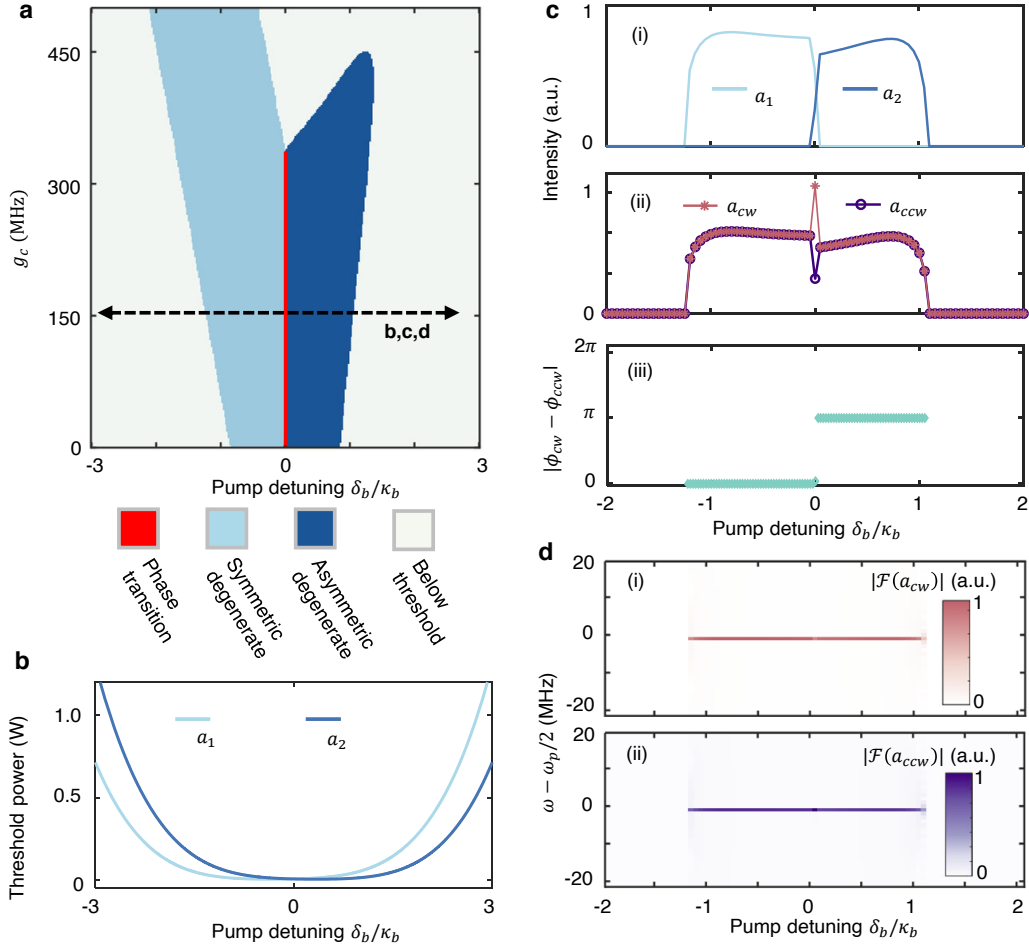 a
450
300
150
0
g_c (MHz)
b,c,d
-3
0
3
Pump detuning δ_b/κ_b
Phase transition
Symmetric degenerate
Asymmetric degenerate
Below threshold
b
Threshold power (W)
1.0
0.5
0
a_1
a_2
-3
0
3
Pump detuning δ_b/κ_b
c
Intensity (a.u.)
(i)
1
0
a_1
a_2
(ii)
1
0
a_cw
a_ccw
(iii)
|ϕ_cw − ϕ_ccw|
2π
π
0
-2
-1
0
1
2
Pump detuning δ_b/κ_b
d
ω − ω_p/2 (MHz)
(i)
20
0
-20
|ℱ(a_cw)| (a.u.)
1
0
(ii)
20
0
-20
|ℱ(a_ccw)| (a.u.)
1
0
-2
-1
0
1
2
Pump detuning δ_b/κ_b